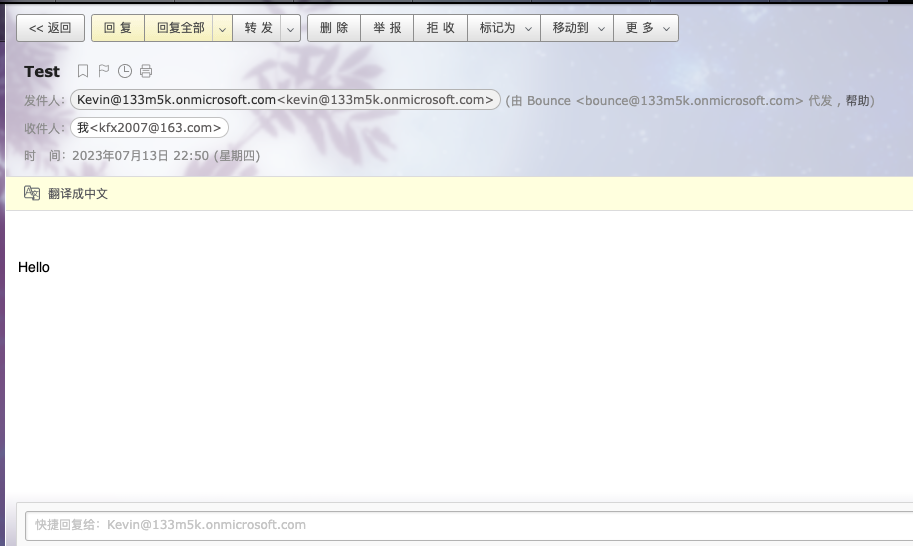 << 返回 回 复 回复全部 转 发 删 除 举 报 拒 收 标记为 移动到 更 多
Test
发件人: Kevin@133m5k.onmicrosoft.com<kevin@133m5k.onmicrosoft.com> (由 Bounce <bounce@133m5k.onmicrosoft.com> 代发 , 帮助)
收件人: 我<kfx2007@163.com>
时 间: 2023年07月13日 22:50 (星期四)
翻译成中文
Hello
快捷回复给: Kevin@133m5k.onmicrosoft.com